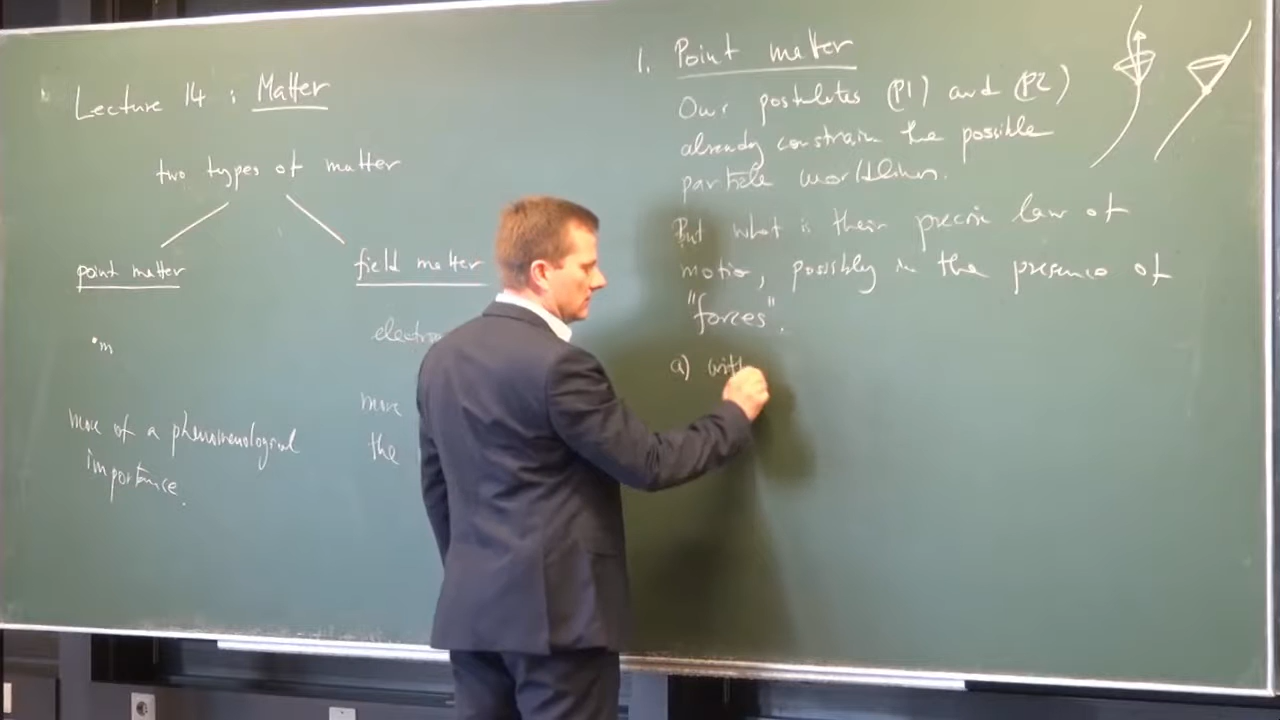 Lecture 14 : Matter
two types of matter
point matter
field matter
• m
electro
more of a phenomenological
importance.
more
the
1. Point matter
Our postulates (P1) and (P2)
already constrain the possible
particle worldlines.
But what is their precise law of
motion, possibly in the presence of
"forces".
a) with